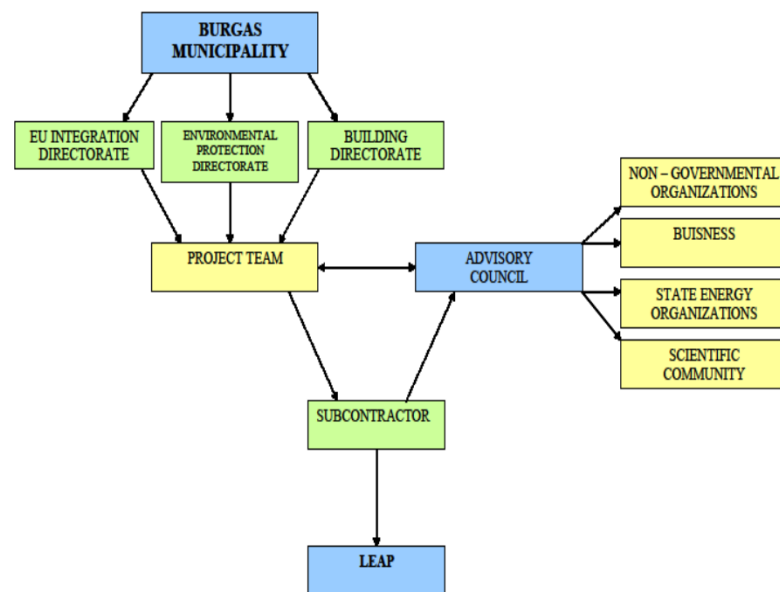 BURGAS
MUNICIPALITY
EU INTEGRATION
DIRECTORATE
ENVIRONMENTAL
PROTECTION
DIRECTORATE
BUILDING
DIRECTORATE
NON – GOVERNMENTAL
ORGANIZATIONS
BUISNESS
PROJECT TEAM
ADVISORY
COUNCIL
STATE ENERGY
ORGANIZATIONS
SCIENTIFIC
COMMUNITY
SUBCONTRACTOR
LEAP